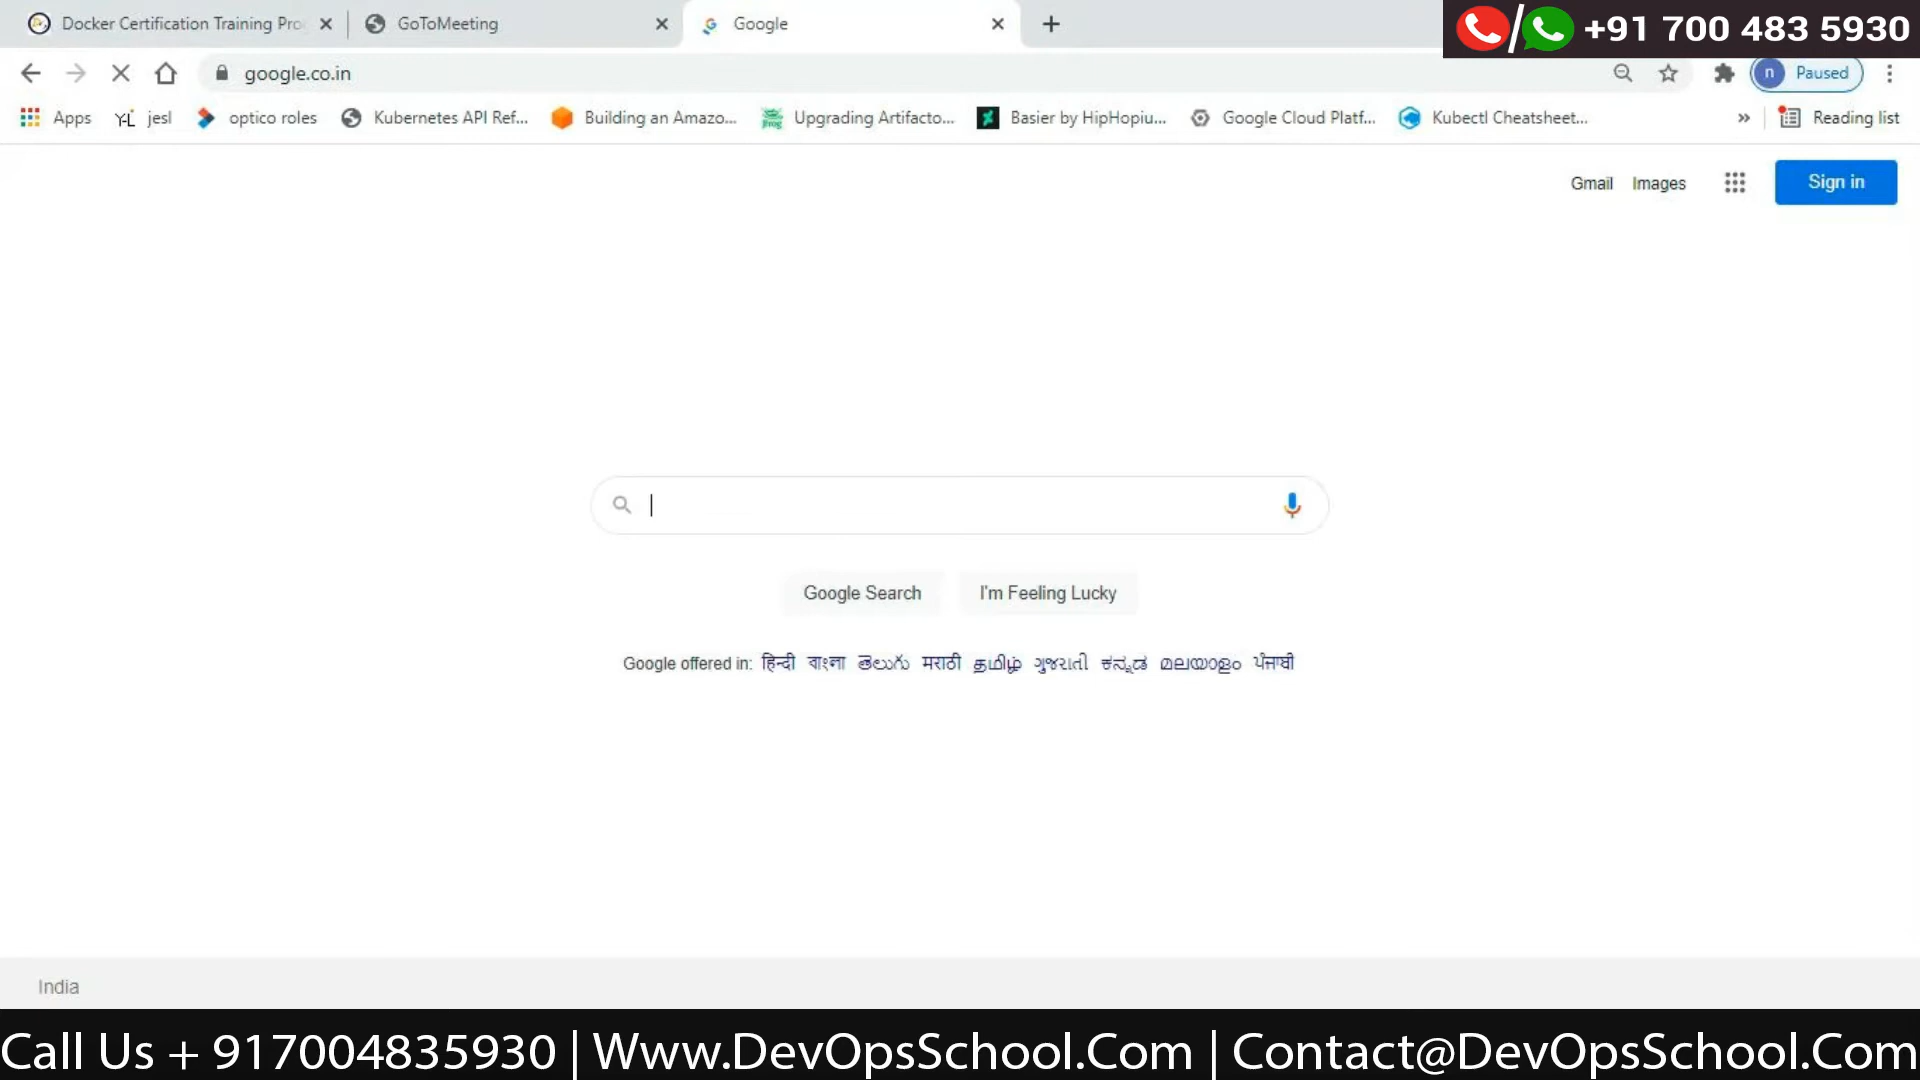 Docker Certification Training Pro
GoToMeeting
Google
+91 700 483 5930
google.co.in
n Paused
Apps
jesl
optico roles
Kubernetes API Ref...
Building an Amazo...
Upgrading Artifacto...
Basier by HipHopiu...
Google Cloud Platf...
Kubectl Cheatsheet...
»
Reading list
Gmail Images
Sign in
Google Search
I'm Feeling Lucky
Google offered in: हिन्दी বাংলা తెలుగు मराठी தமிழ் ગુજરાતી ಕನ್ನಡ മലയാളം ਪੰਜਾਬੀ
India
Call Us + 917004835930 | Www.DevOpsSchool.Com | Contact@DevOpsSchool.Com